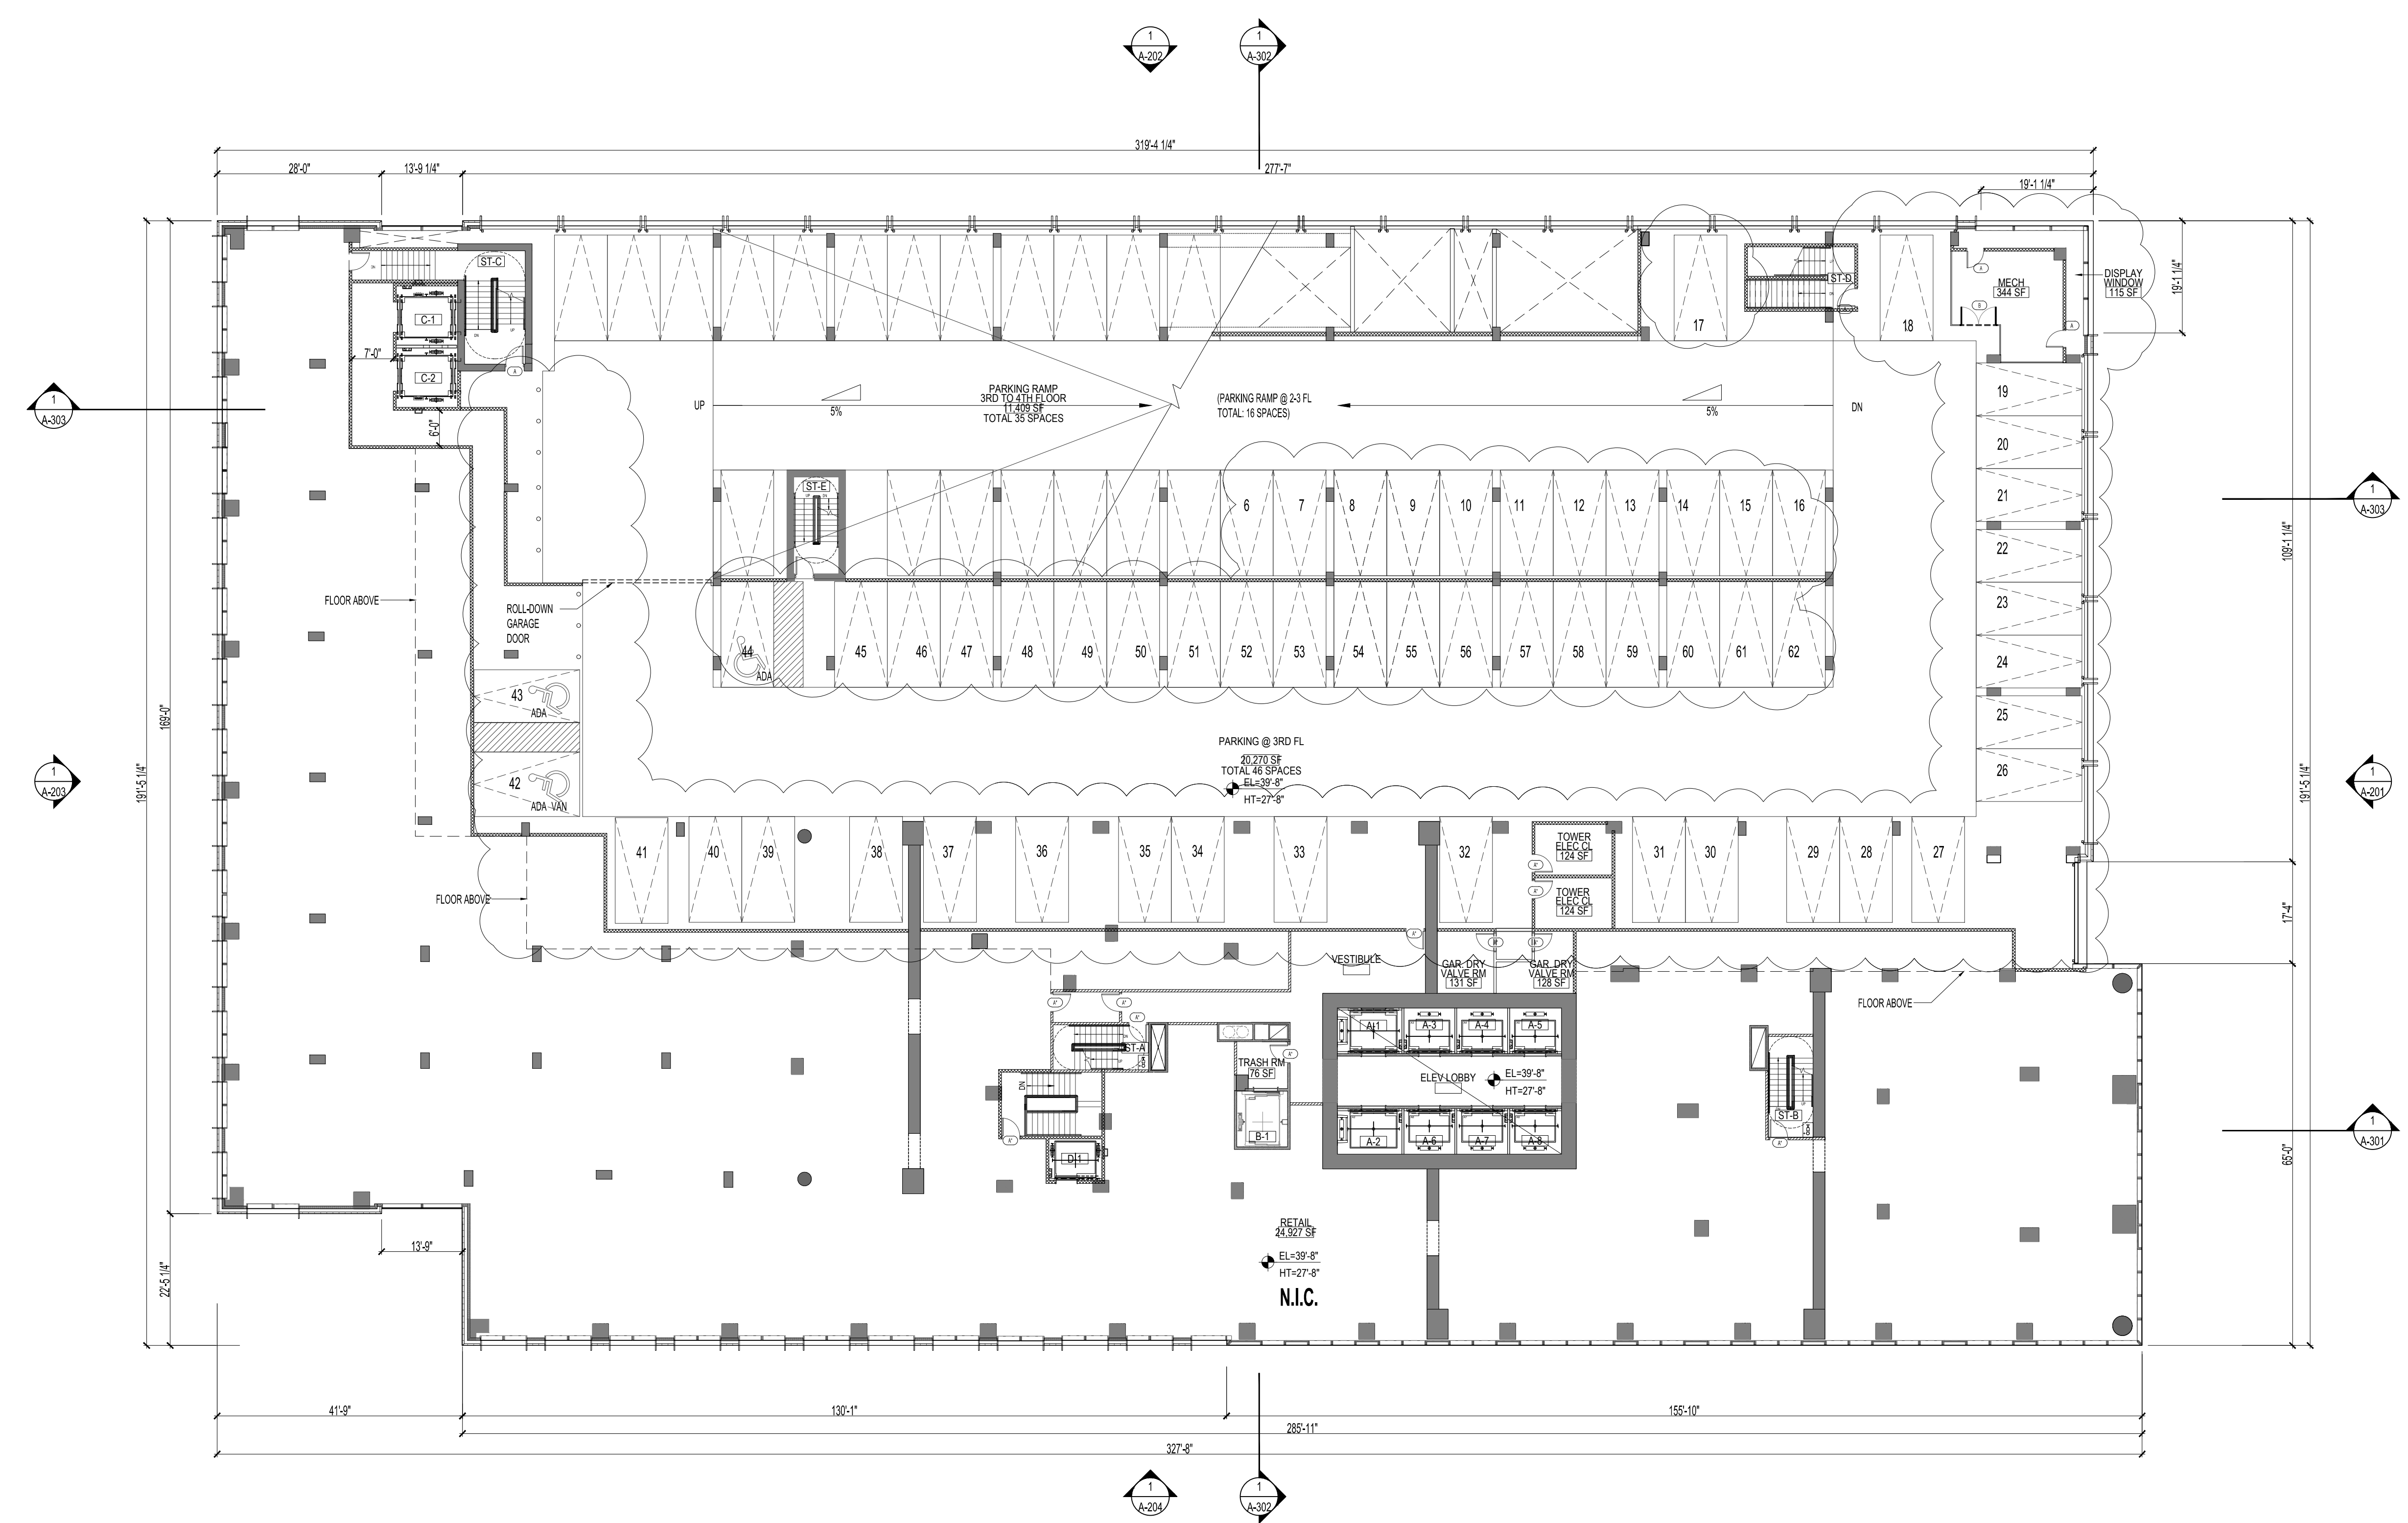 1
A-202
1
A-302
319'-4 1/4"
28'-0"
13'-9 1/4"
277'-7"
19'-1 1/4"
ST-C
DN
UP
DN
C-1
C-2
7'-0"
6'-0"
A
17
ST-D
UP
DN
18
MECH
344 SF
A
B
A
DISPLAY
WINDOW
115 SF
19'-1 1/4"
1
A-303
UP
5%
PARKING RAMP
3RD TO 4TH FLOOR
11,409 SF
TOTAL 35 SPACES
(PARKING RAMP @ 2-3 FL
TOTAL: 16 SPACES)
5%
DN
19
20
21
22
23
24
25
26
1
A-303
109'-1 1/4"
ST-E
UP
DN
6
7
8
9
10
11
12
13
14
15
16
FLOOR ABOVE
ROLL-DOWN
GARAGE
DOOR
44
ADA
45
46
47
48
49
50
51
52
53
54
55
56
57
58
59
60
61
62
43
ADA
42
ADA VAN
169'-0"
191'-5 1/4"
1
A-203
PARKING @ 3RD FL
20,270 SF
TOTAL 46 SPACES
EL=39'-8"
HT=27'-8"
1
A-201
191'-5 1/4"
41
40
39
38
37
36
35
34
33
32
TOWER
ELEC CL
124 SF
A'
TOWER
ELEC CL
124 SF
A'
31
30
29
28
27
17'-4"
FLOOR ABOVE
VESTIBULE
A'
A'
A'
GAR. DRY
VALVE RM
131 SF
GAR. DRY
VALVE RM
128 SF
FLOOR ABOVE
A'
A'
A'
ST-A
UP
DN
TRASH RM
76 SF
A'
A-1
A-3
A-4
A-5
ELEV LOBBY
EL=39'-8"
HT=27'-8"
A-2
A-6
A-7
A-8
B-1
A'
D-1
ST-B
A'
1
A-301
65'-0"
RETAIL
24,927 SF
EL=39'-8"
HT=27'-8"
N.I.C.
13'-9"
22'-5 1/4"
41'-9"
130'-1"
155'-10"
285'-11"
327'-8"
1
A-204
1
A-302